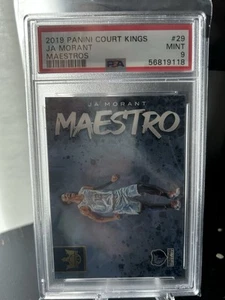 2019 PANINI COURT KINGS #29
JA MORANT MINT
MAESTROS 9
PSA 56819118
JA MORANT
MAESTRO